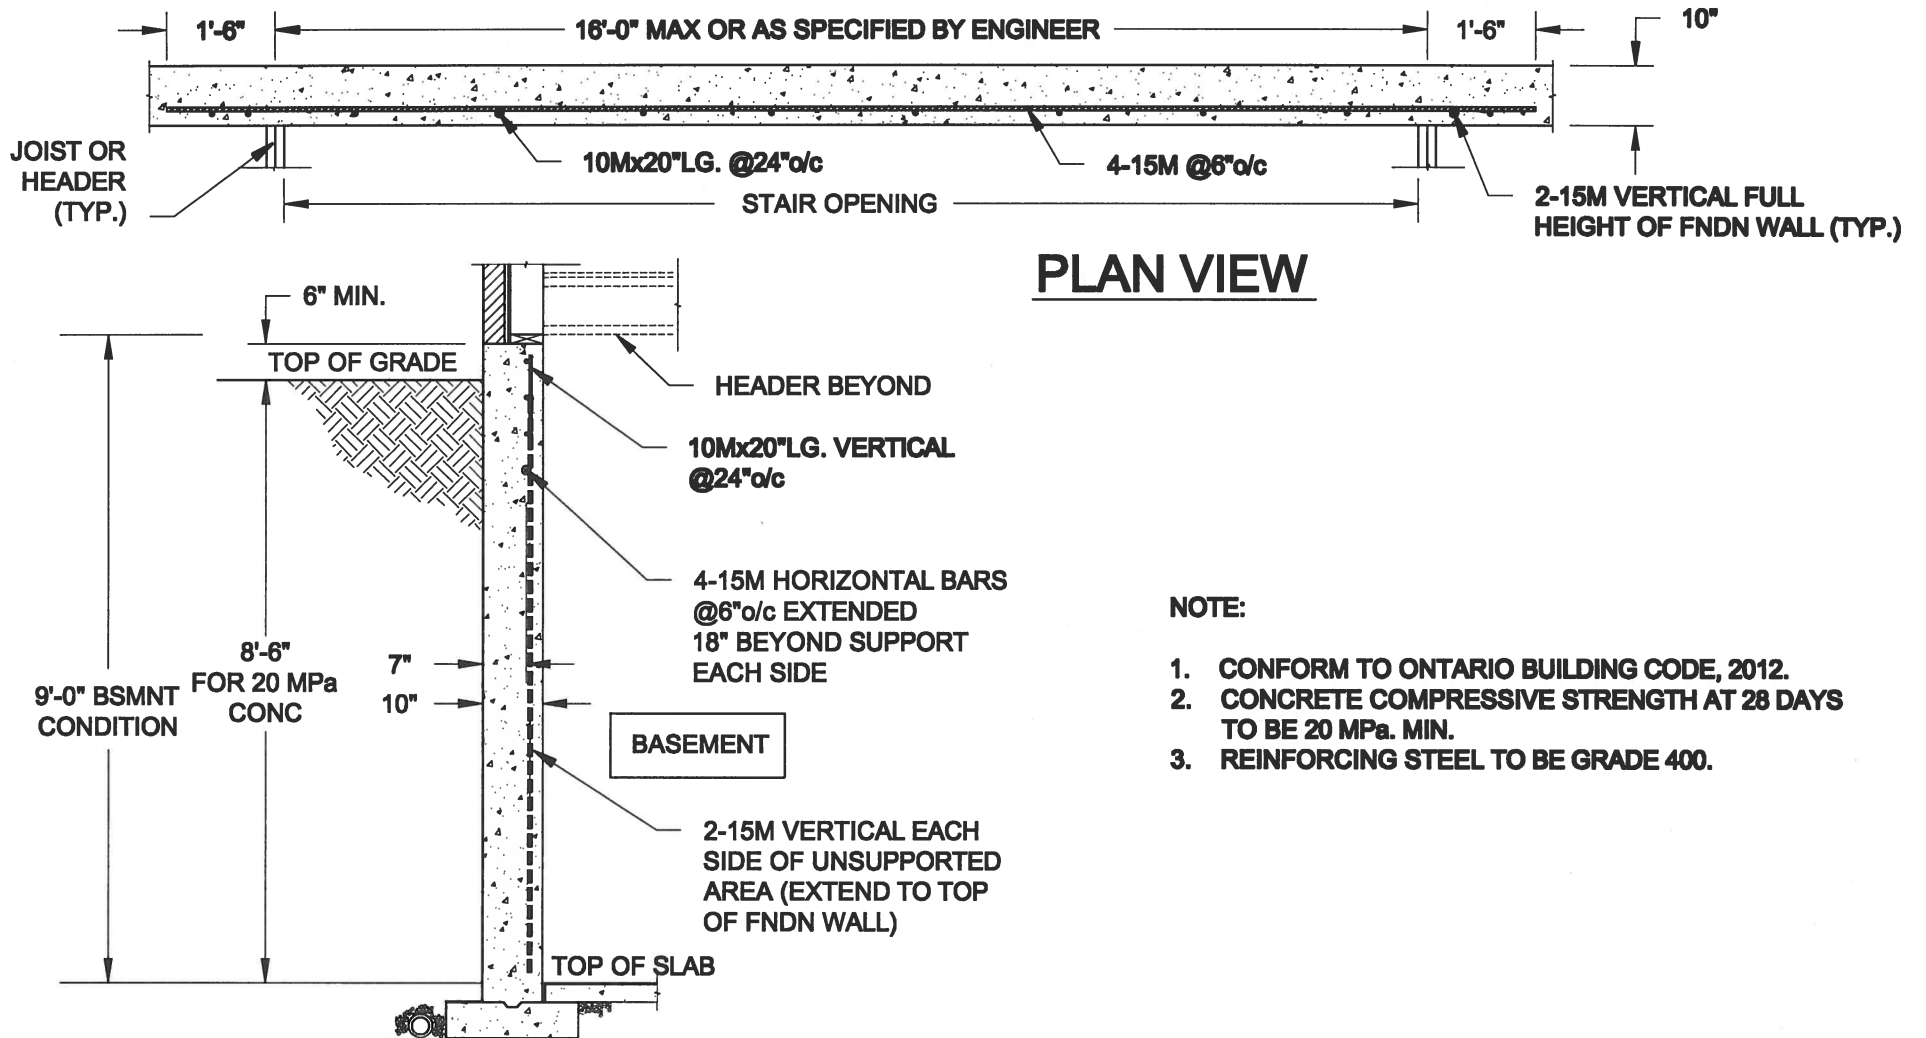 1'-6"
16'-0" MAX OR AS SPECIFIED BY ENGINEER
1'-6"
10"
JOIST OR
HEADER
(TYP.)
10Mx20"LG. @24"o/c
4-15M @6"o/c
STAIR OPENING
2-15M VERTICAL FULL
HEIGHT OF FNDN WALL (TYP.)
PLAN VIEW
6" MIN.
TOP OF GRADE
HEADER BEYOND
10Mx20"LG. VERTICAL
@24"o/c
4-15M HORIZONTAL BARS
@6"o/c EXTENDED
18" BEYOND SUPPORT
EACH SIDE
9'-0" BSMNT
CONDITION
8'-6"
FOR 20 MPa
CONC
7"
10"
BASEMENT
2-15M VERTICAL EACH
SIDE OF UNSUPPORTED
AREA (EXTEND TO TOP
OF FNDN WALL)
TOP OF SLAB
NOTE:
1. CONFORM TO ONTARIO BUILDING CODE, 2012.
2. CONCRETE COMPRESSIVE STRENGTH AT 28 DAYS
TO BE 20 MPa. MIN.
3. REINFORCING STEEL TO BE GRADE 400.